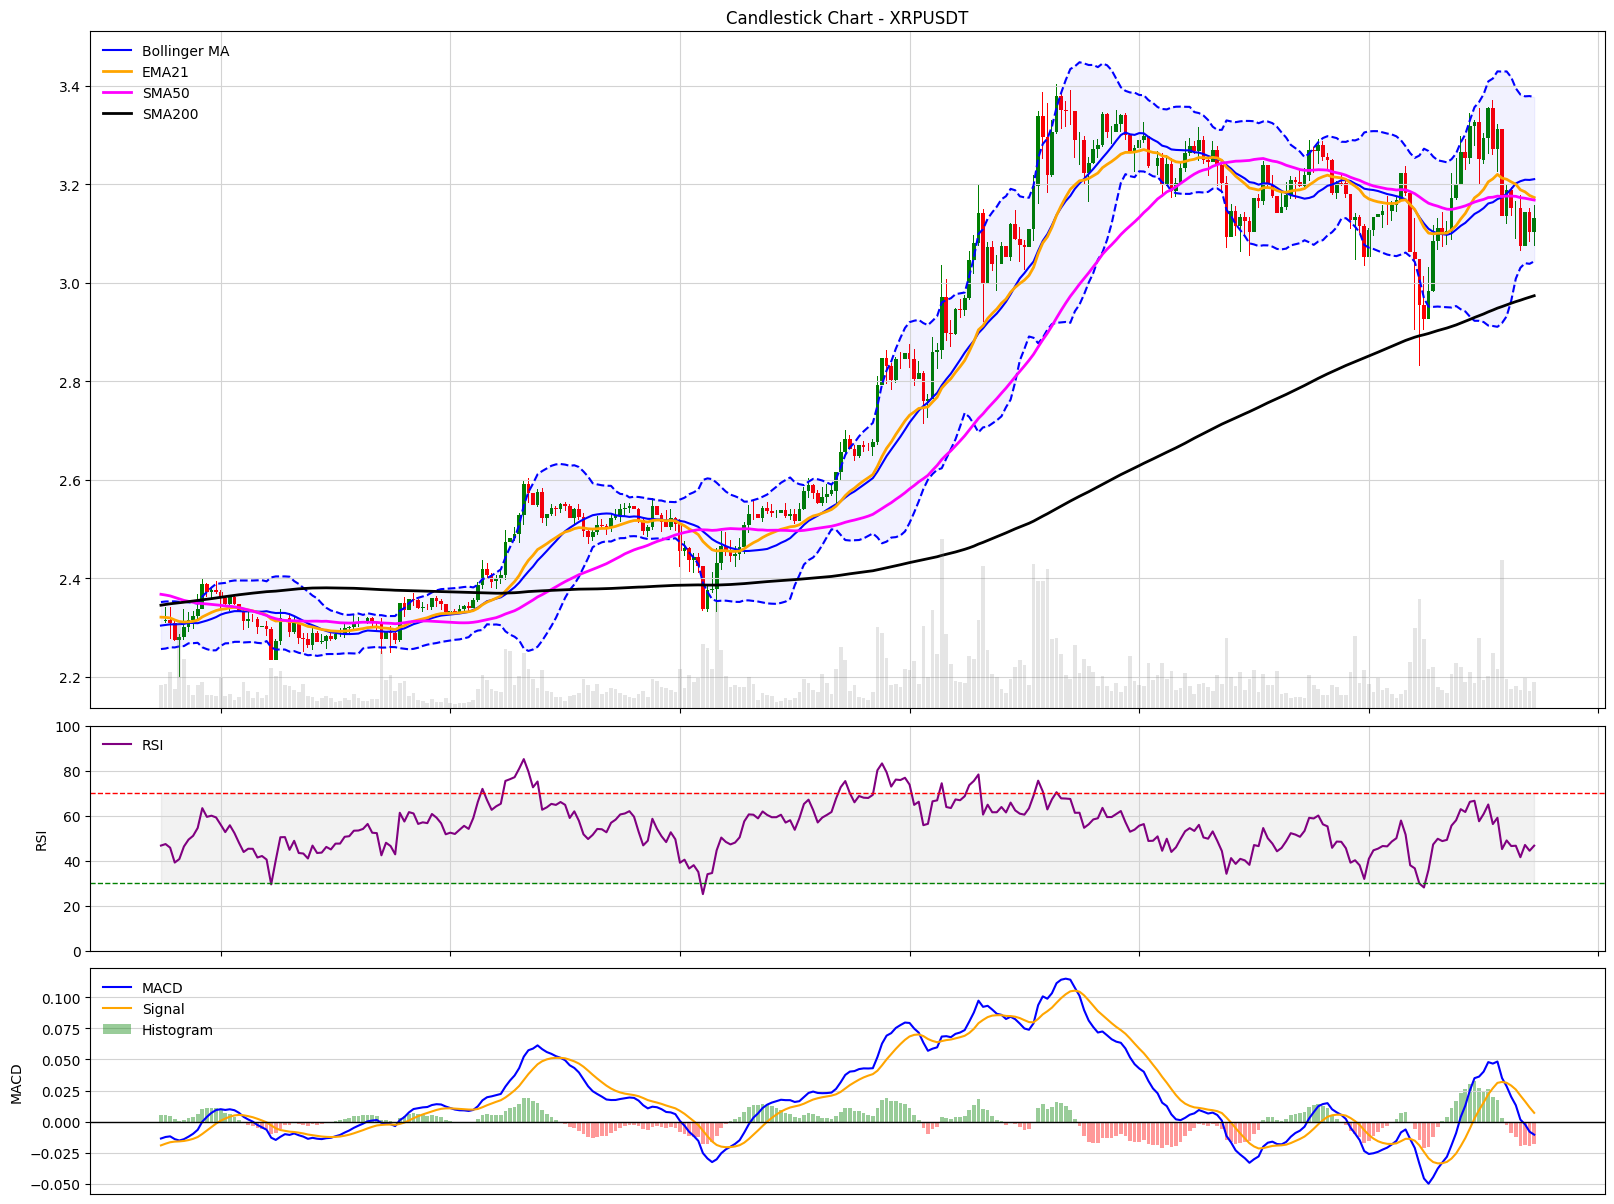 Candlestick Chart - XRPUSDT
Bollinger MA
EMA21
SMA50
SMA200
3.4
3.2
3.0
2.8
2.6
2.4
2.2
RSI
100
80
60
40
20
0
RSI
MACD
Signal
Histogram
0.100
0.075
0.050
0.025
0.000
−0.025
−0.050
MACD